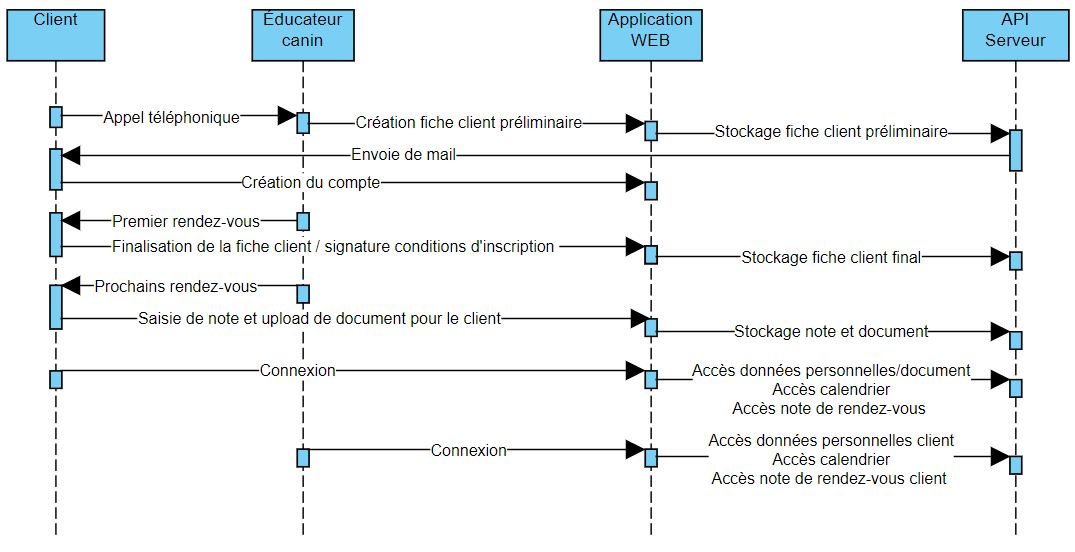 Client
Éducateur
canin
Application
WEB
API
Serveur
Appel téléphonique
Création fiche client préliminaire
Stockage fiche client préliminaire
Envoie de mail
Création du compte
Premier rendez-vous
Finalisation de la fiche client / signature conditions d'inscription
Stockage fiche client final
Prochains rendez-vous
Saisie de note et upload de document pour le client
Stockage note et document
Connexion
Accès données personnelles/document
Accès calendrier
Accès note de rendez-vous
Connexion
Accès données personnelles client
Accès calendrier
Accès note de rendez-vous client